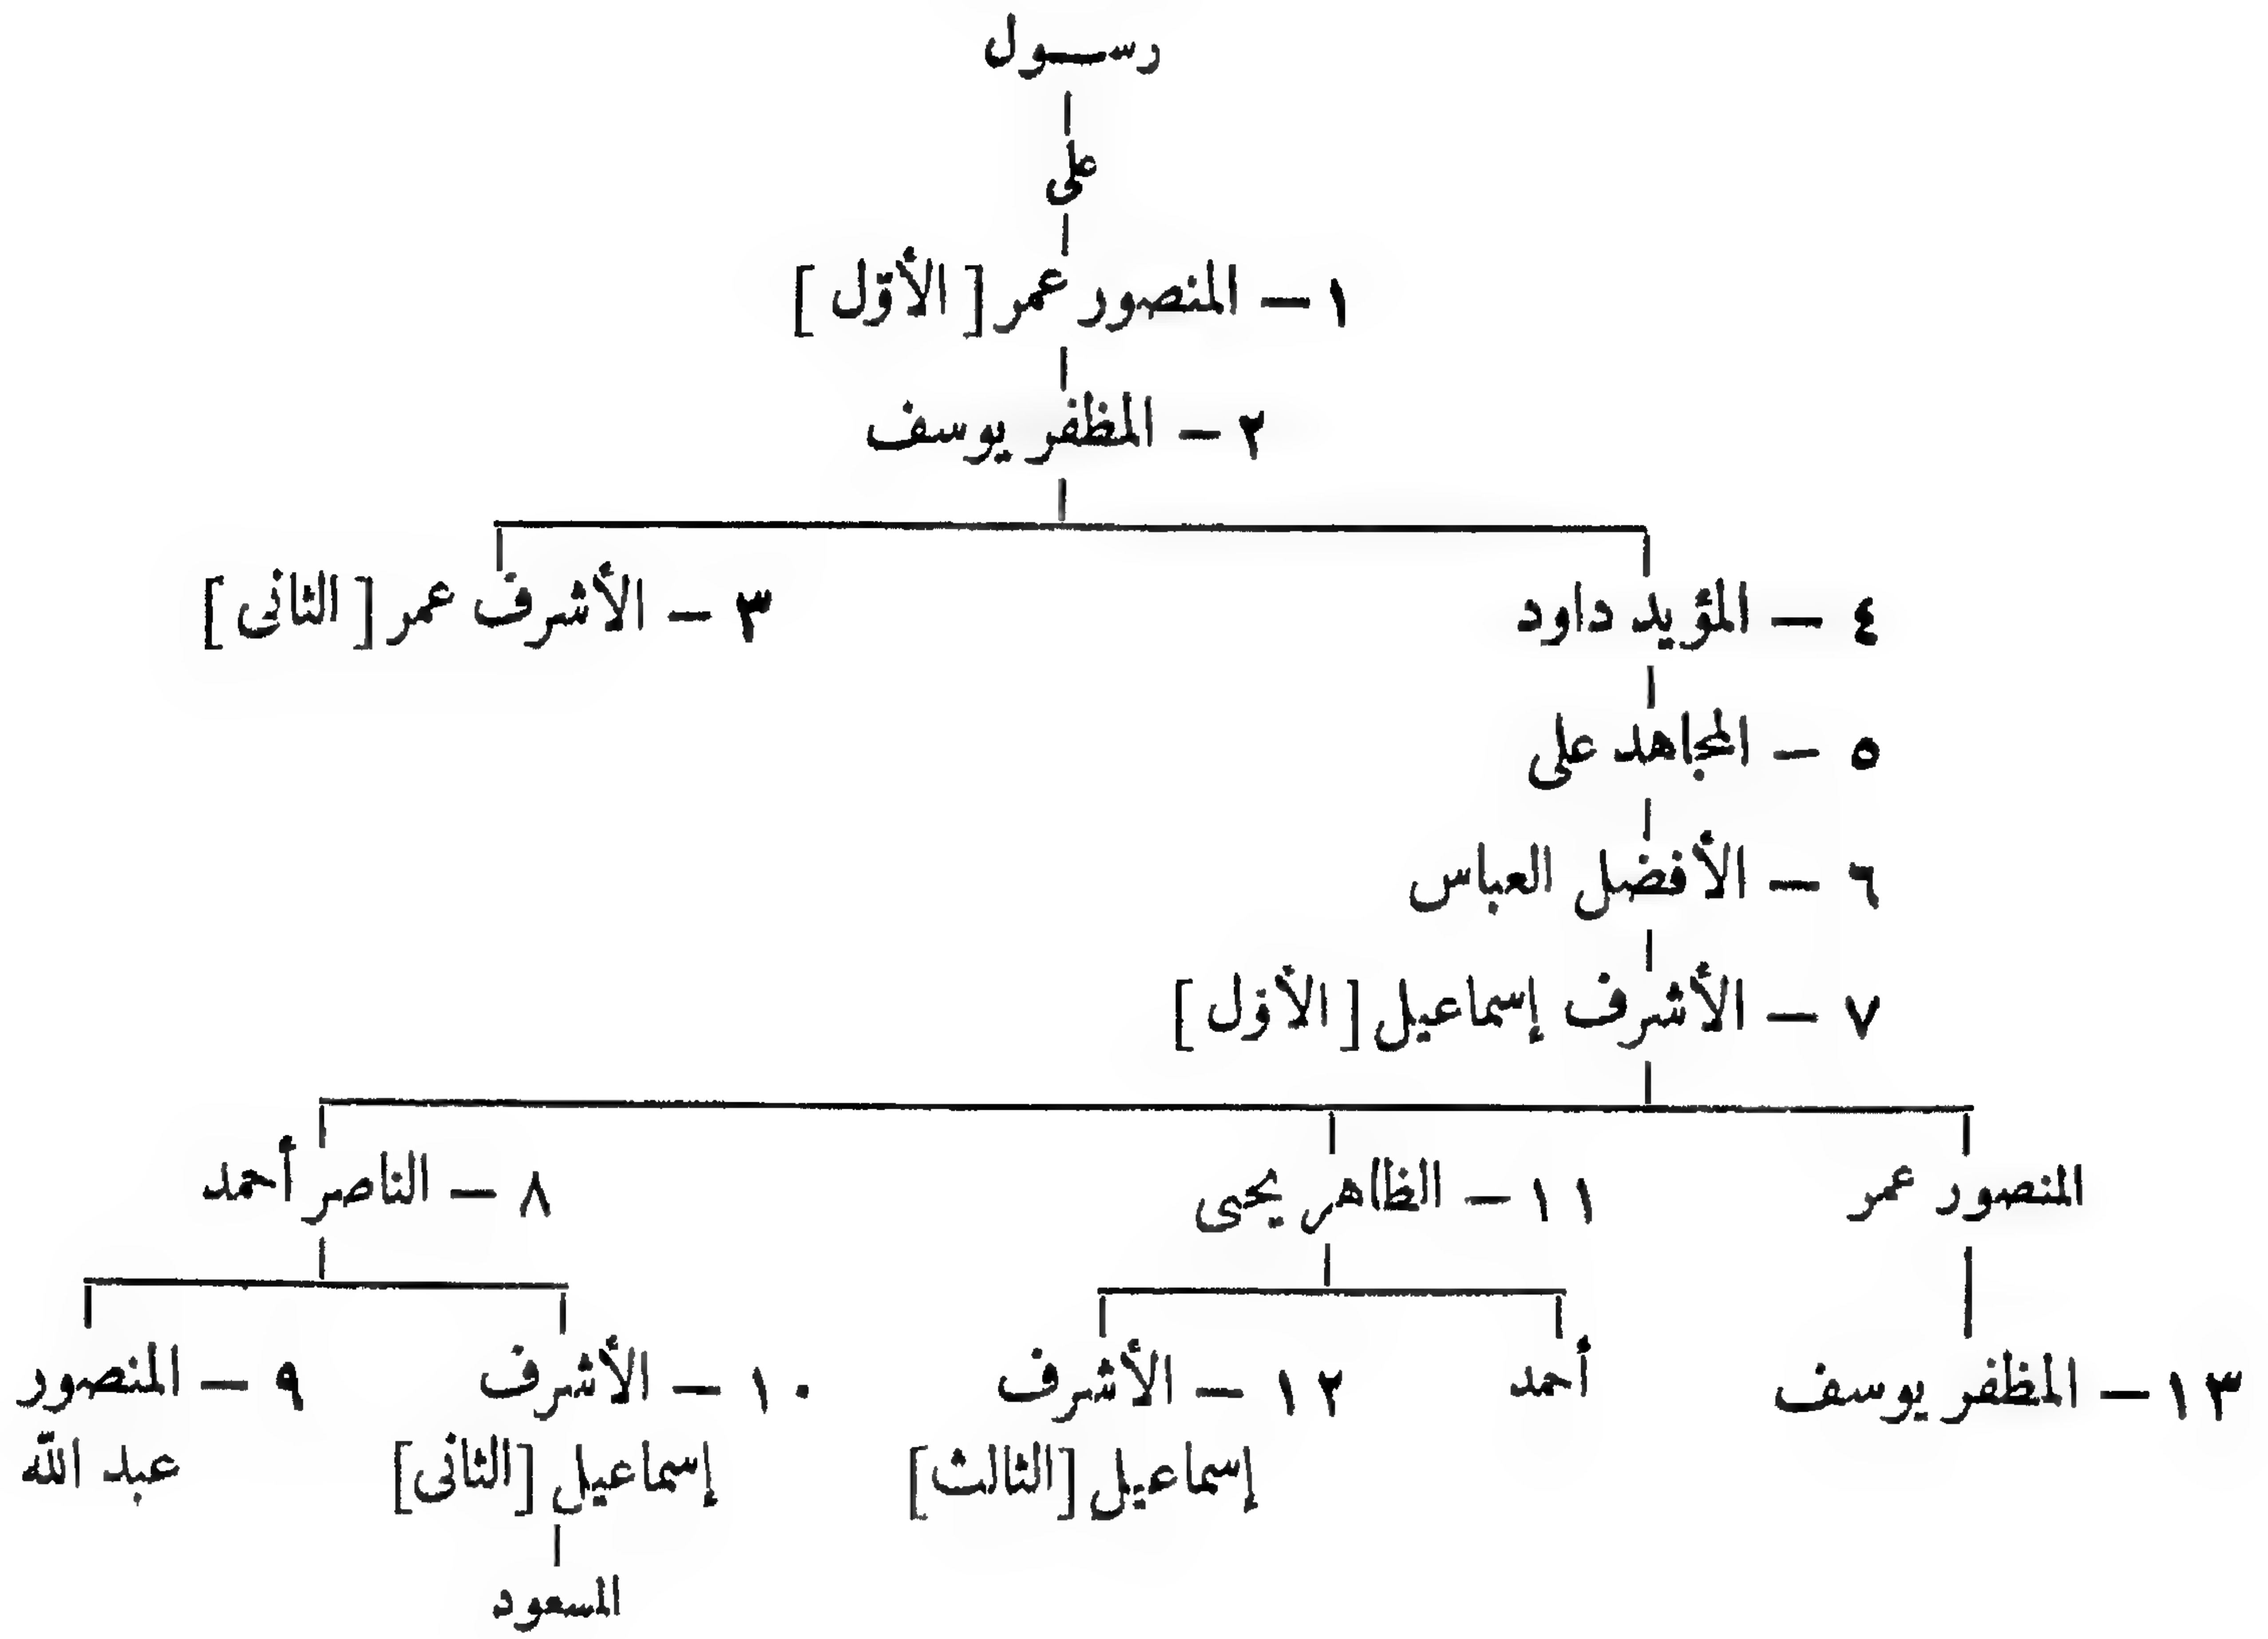 رسول
على
١ – المنصور عمر [ الأوّل ]
٢ – المظفر يوسف
٤ – المؤيد داود
٣ – الأشرف عمر [ الثانى ]
٥ – المجاهد على
٦ – الأفضل العباس
٧ – الأشرف إسماعيل [ الأوّل ]
المنصور عمر
١١ – الظاهر يحيى
٨ – الناصر أحمد
١٣ – المظفر يوسف
أحمد
١٢ – الأشرف
إسماعيل [الثالث]
١٠ – الأشرف
إسماعيل [الثانى]
٩ – المنصور
عبد الله
المسعود